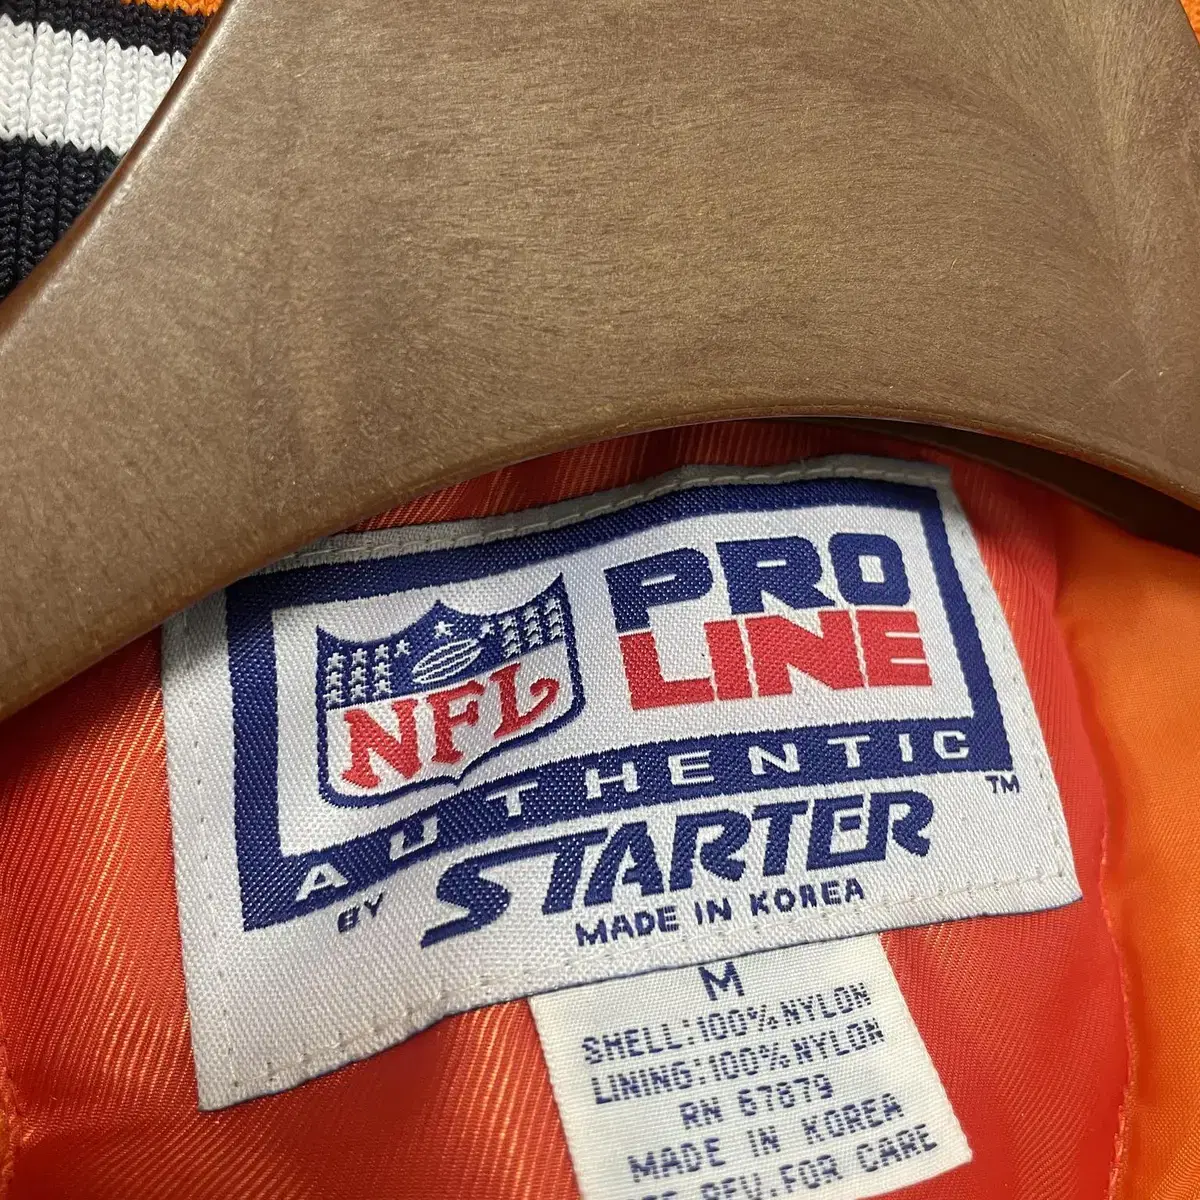 NFL
PRO
LINE
AUTHENTIC
TM
BY STARTER
MADE IN KOREA
M
SHELL:100%NYLON
LINING:100%NYLON
RN 67879
MADE IN KOREA
REV.FOR CARE